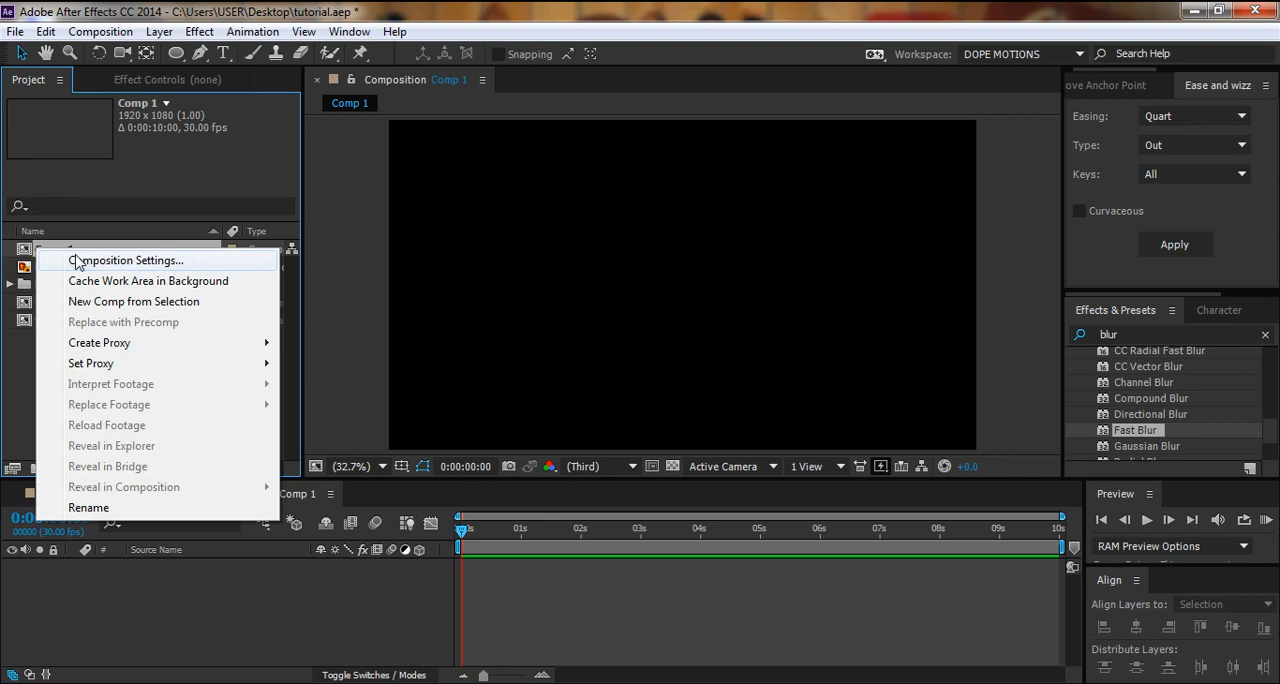 Adobe After Effects CC 2014 - C:\Users\USER\Desktop\tutorial.aep *
File Edit Composition Layer Effect Animation View Window Help
Snapping Workspace: DOPE MOTIONS Search Help
Project Effect Controls (none) Composition Comp 1 ove Anchor Point Ease and wizz
Comp 1
1920 x 1080 (1.00)
Δ 0:00:10:00, 30.00 fps
Comp 1
Easing: Quart
Type: Out
Keys: All
Curvaceous
Apply
Name Type
Composition Settings...
Cache Work Area in Background
New Comp from Selection
Replace with Precomp
Create Proxy
Set Proxy
Interpret Footage
Replace Footage
Reload Footage
Reveal in Explorer
Reveal in Bridge
Reveal in Composition
Rename
Effects & Presets Character
blur
CC Radial Fast Blur
CC Vector Blur
Channel Blur
Compound Blur
Directional Blur
Fast Blur
Gaussian Blur
(32.7%) 0:00:00:00 (Third) Active Camera 1 View +0.0
Comp 1
00000 (30.00 fps)
01s 02s 03s 04s 05s 06s 07s 08s 09s 10s
# Source Name
Toggle Switches / Modes
Preview
RAM Preview Options
Align
Align Layers to: Selection
Distribute Layers: